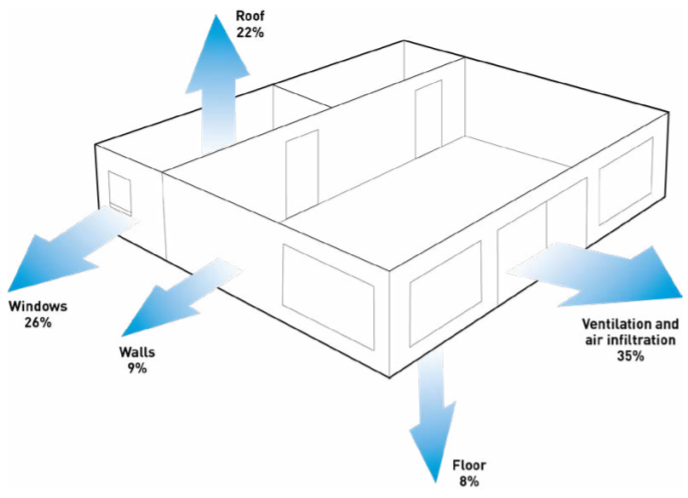 Roof
22%
Windows
26%
Walls
9%
Ventilation and
air infiltration
35%
Floor
8%